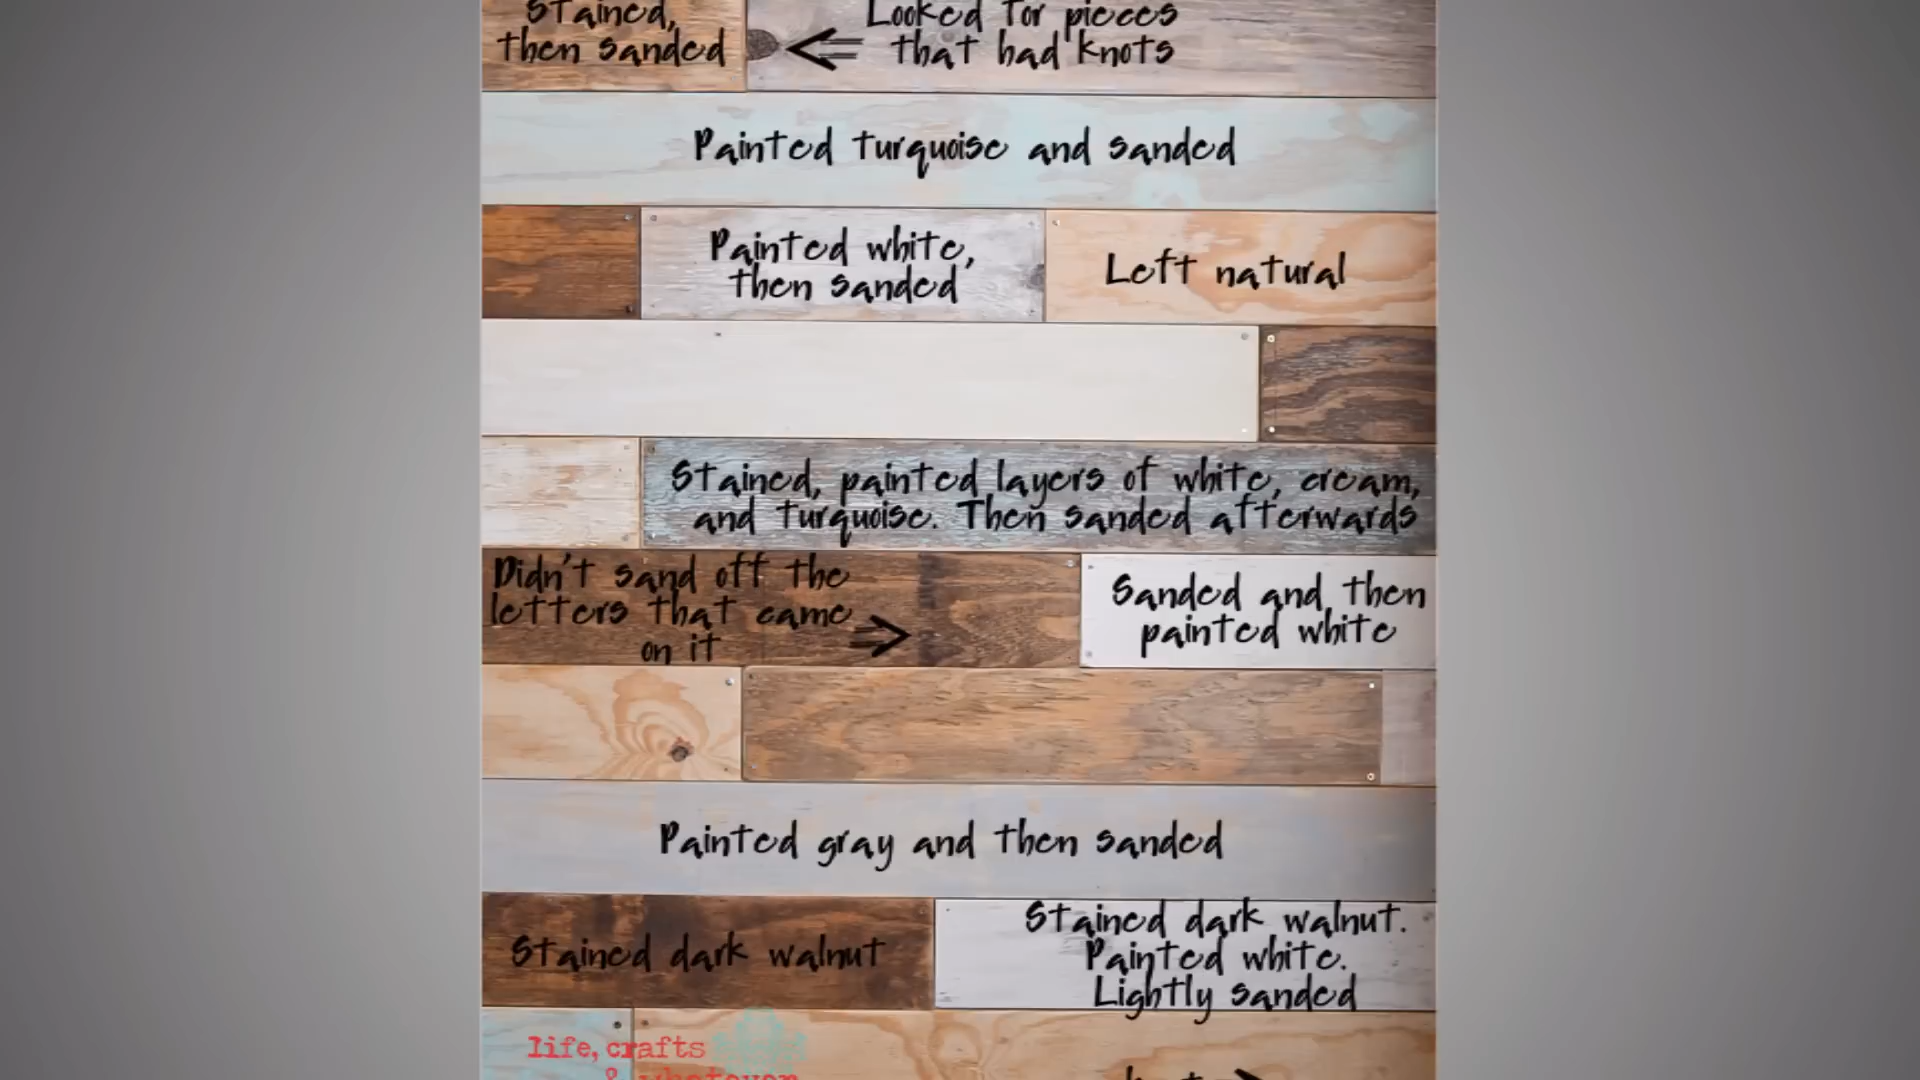 Stained,
then sanded
Looked for pieces
that had knots
Painted turquoise and sanded
Painted white,
then sanded
Left natural
Stained, painted layers of white, cream,
and turquoise. Then sanded afterwards
Didn't sand off the
letters that came
on it
Sanded and then
painted white
Painted gray and then sanded
Stained dark walnut
Stained dark walnut.
Painted white.
Lightly sanded
life, crafts
& whatever